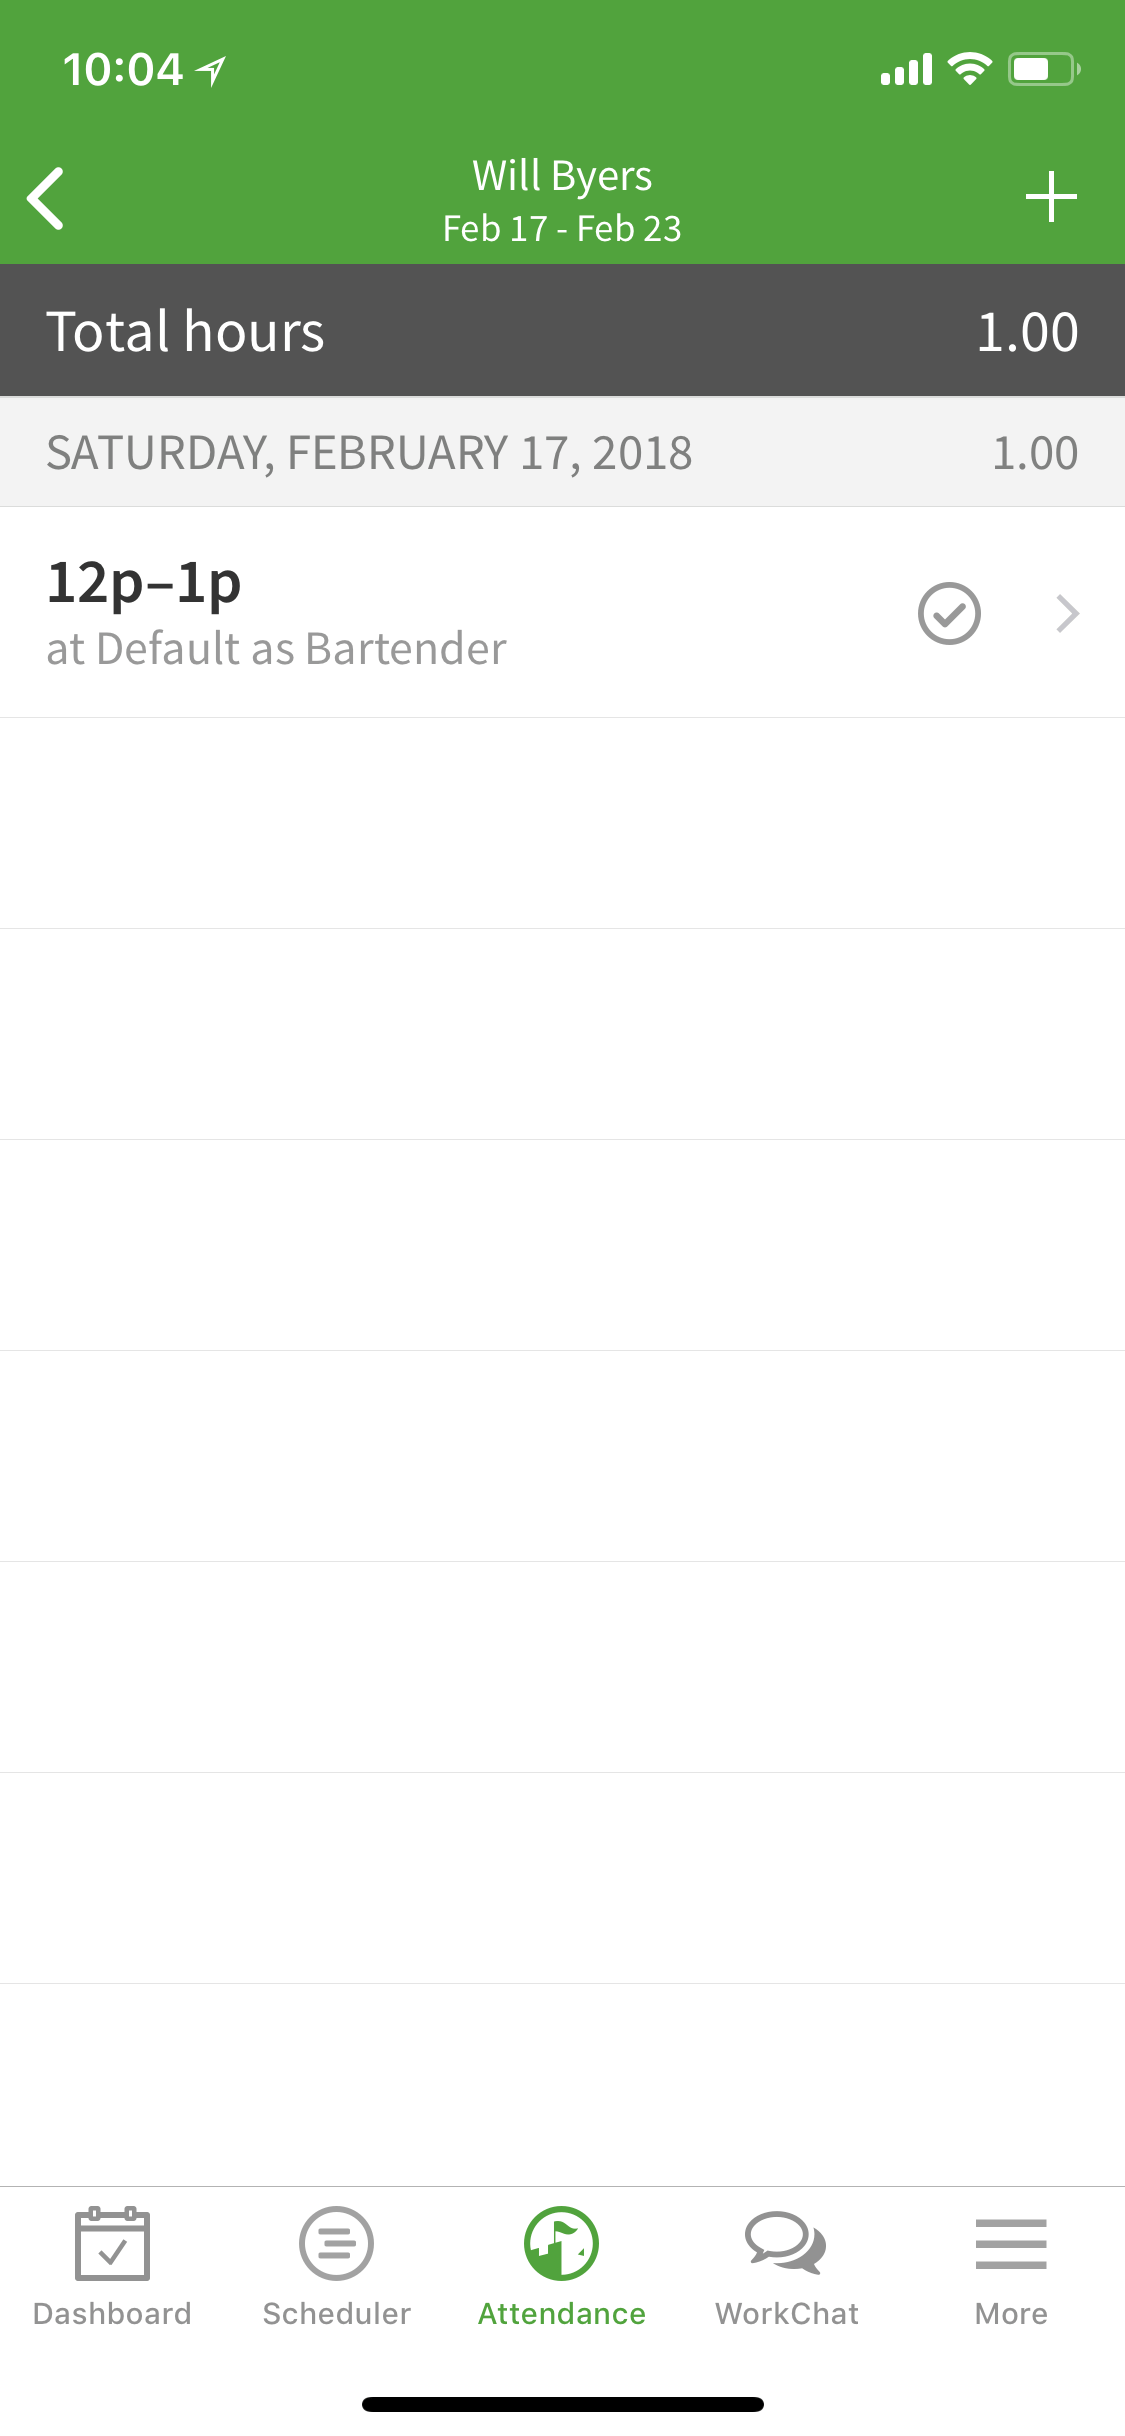 10:04
Will Byers
Feb 17 - Feb 23
Total hours 1.00
SATURDAY, FEBRUARY 17, 2018 1.00
12p–1p
at Default as Bartender
Dashboard Scheduler Attendance WorkChat More